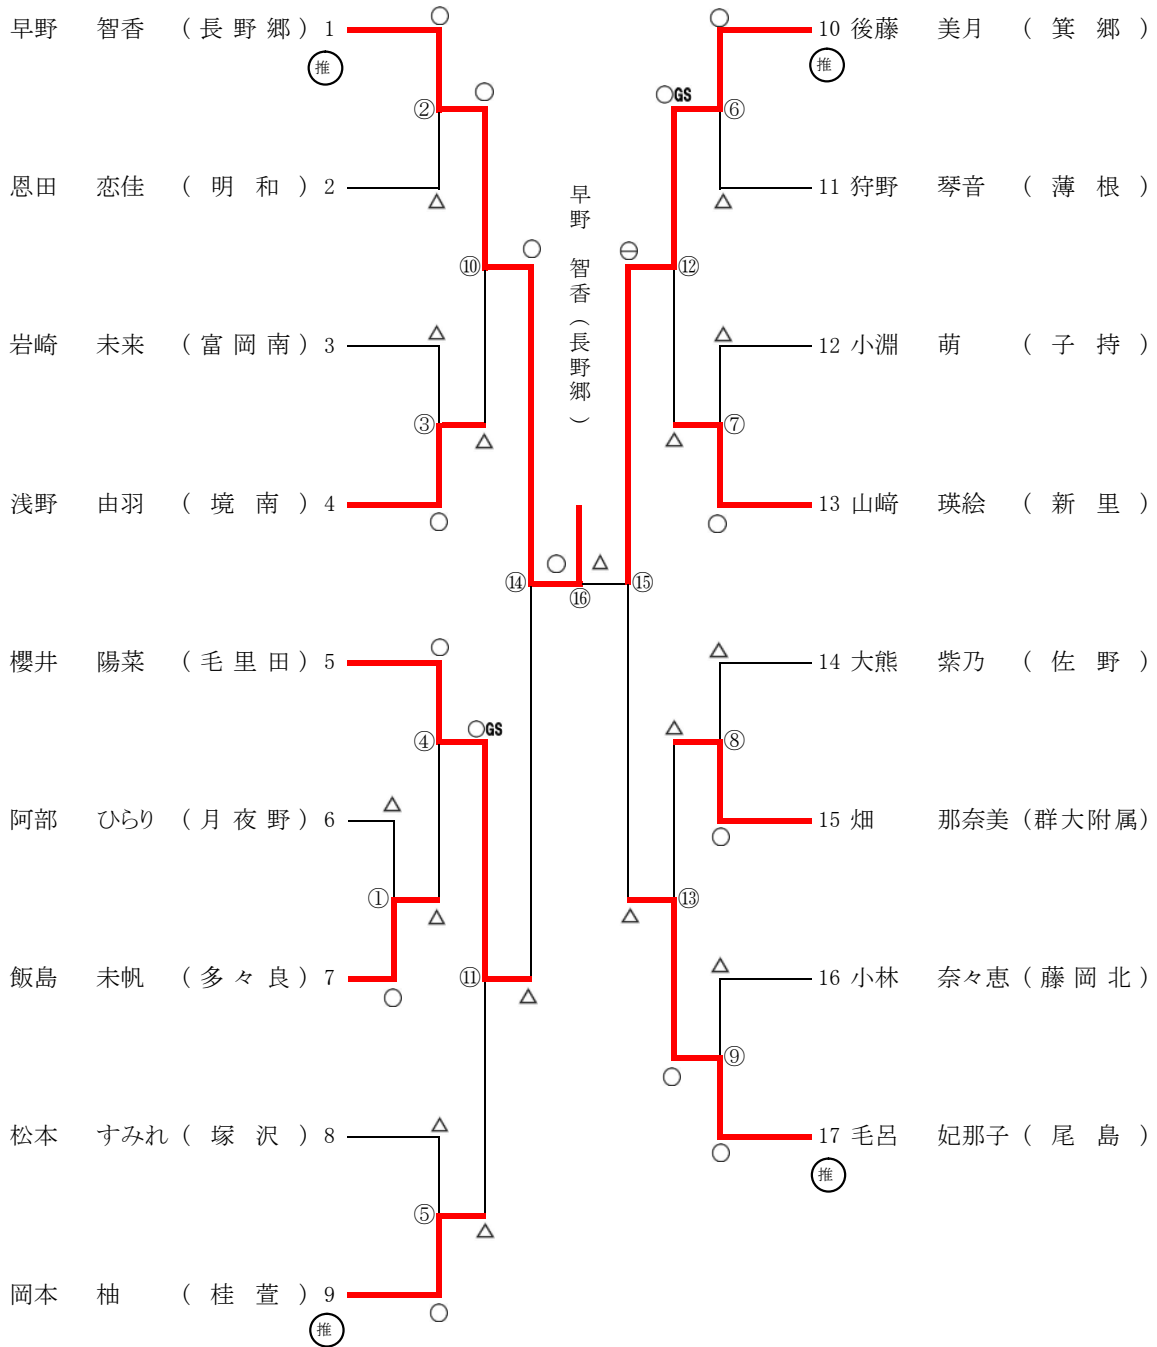 早野 智香 (長野郷) 1
推
②
恩田 恋佳 (明和) 2
⑩
岩崎 未来 (富岡南) 3
③
浅野 由羽 (境南) 4
⑭
櫻井 陽菜 (毛里田) 5
④
GS
阿部 ひらり (月夜野) 6
①
飯島 未帆 (多々良) 7
⑪
松本 すみれ (塚沢) 8
⑤
岡本 柚 (桂萱) 9
推
早野 智香(長野郷)
⑯
10 後藤 美月 (箕郷)
推
GS
⑥
11 狩野 琴音 (薄根)
⑫
12 小淵 萌 (子持)
⑦
13 山﨑 瑛絵 (新里)
⑮
14 大熊 紫乃 (佐野)
⑧
15 畑 那奈美 (群大附属)
⑬
16 小林 奈々恵 (藤岡北)
⑨
17 毛呂 妃那子 (尾島)
推